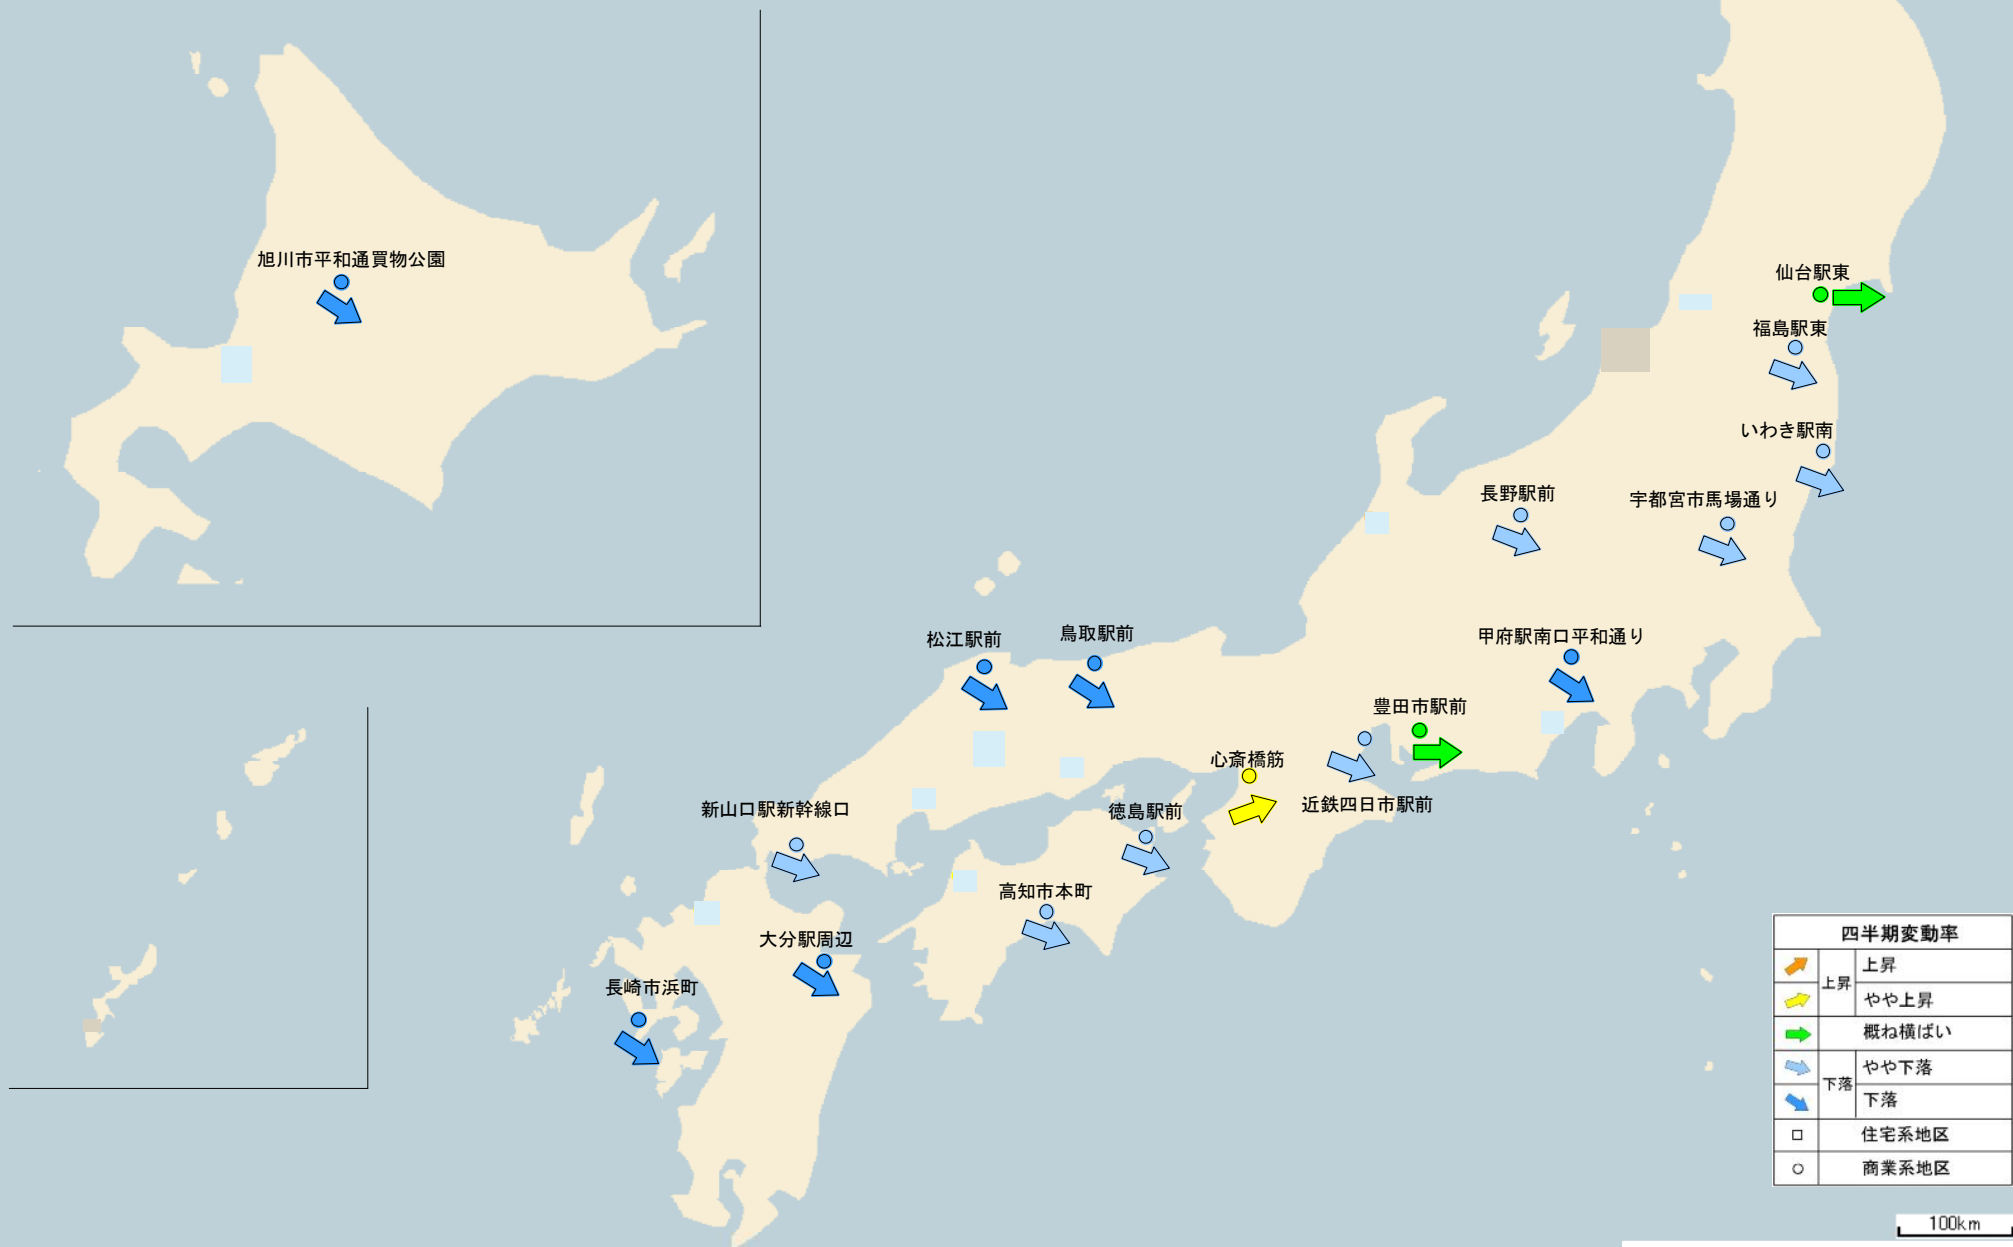 旭川市平和通買物公園
仙台駅東
福島駅東
いわき駅南
長野駅前
宇都宮市馬場通り
松江駅前
鳥取駅前
甲府駅南口平和通り
豊田市駅前
心斎橋筋
近鉄四日市駅前
新山口駅新幹線口
徳島駅前
高知市本町
大分駅周辺
長崎市浜町
四半期変動率
上昇
上昇
やや上昇
概ね横ばい
下落
やや下落
下落
住宅系地区
商業系地区
100km